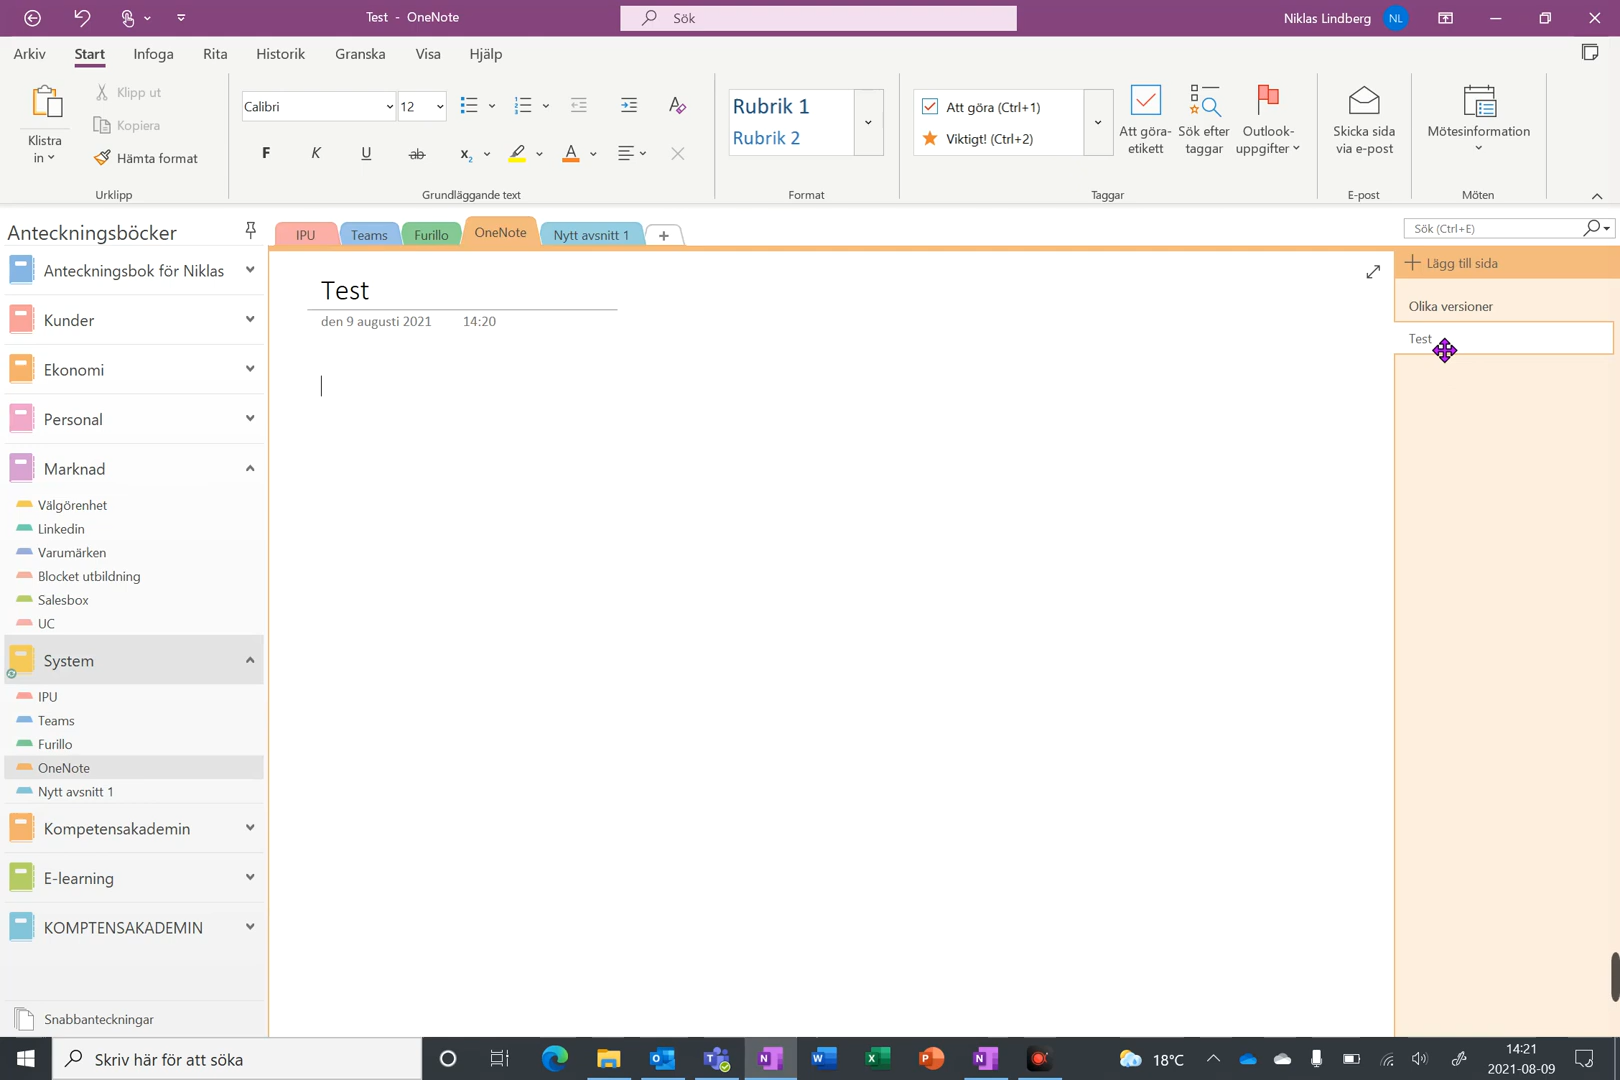 Test - OneNote
Sök
Niklas Lindberg
NL
Arkiv
Start
Infoga
Rita
Historik
Granska
Visa
Hjälp
Klistra in
Klipp ut
Kopiera
Hämta format
Urklipp
Calibri
12
F
K
U
ab
x₂
A
Grundläggande text
Rubrik 1
Rubrik 2
Format
Att göra (Ctrl+1)
Viktigt! (Ctrl+2)
Att göra-etikett
Sök efter taggar
Outlook-uppgifter
Taggar
Skicka sida via e-post
E-post
Mötesinformation
Möten
Anteckningsböcker
IPU
Teams
Furillo
OneNote
Nytt avsnitt 1
Sök (Ctrl+E)
Anteckningsbok för Niklas
Kunder
Ekonomi
Personal
Marknad
Välgörenhet
Linkedin
Varumärken
Blocket utbildning
Salesbox
UC
System
IPU
Teams
Furillo
OneNote
Nytt avsnitt 1
Kompetensakademin
E-learning
KOMPTENSAKADEMIN
Snabbanteckningar
Test
den 9 augusti 2021 14:20
Lägg till sida
Olika versioner
Test
Skriv här för att söka
18°C
14:21
2021-08-09